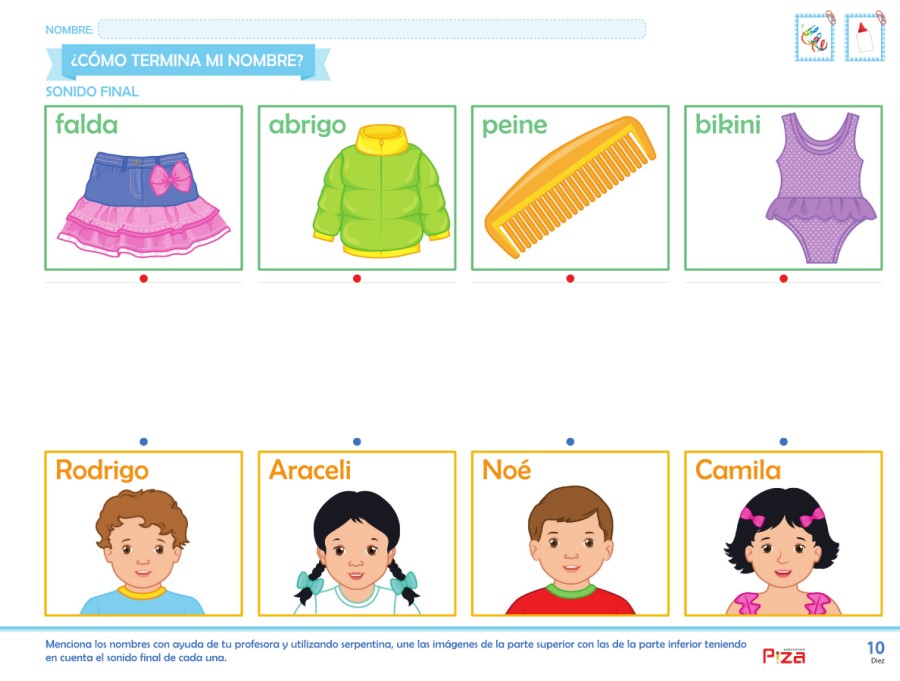 NOMBRE:
¿CÓMO TERMINA MI NOMBRE?
SONIDO FINAL
falda
abrigo
peine
bikini
Rodrigo
Araceli
Noé
Camila
Menciona los nombres con ayuda de tu profesora y utilizando serpentina, une las imágenes de la parte superior con las de la parte inferior teniendo
en cuenta el sonido final de cada una.
ediciones
Piza
10
Diez